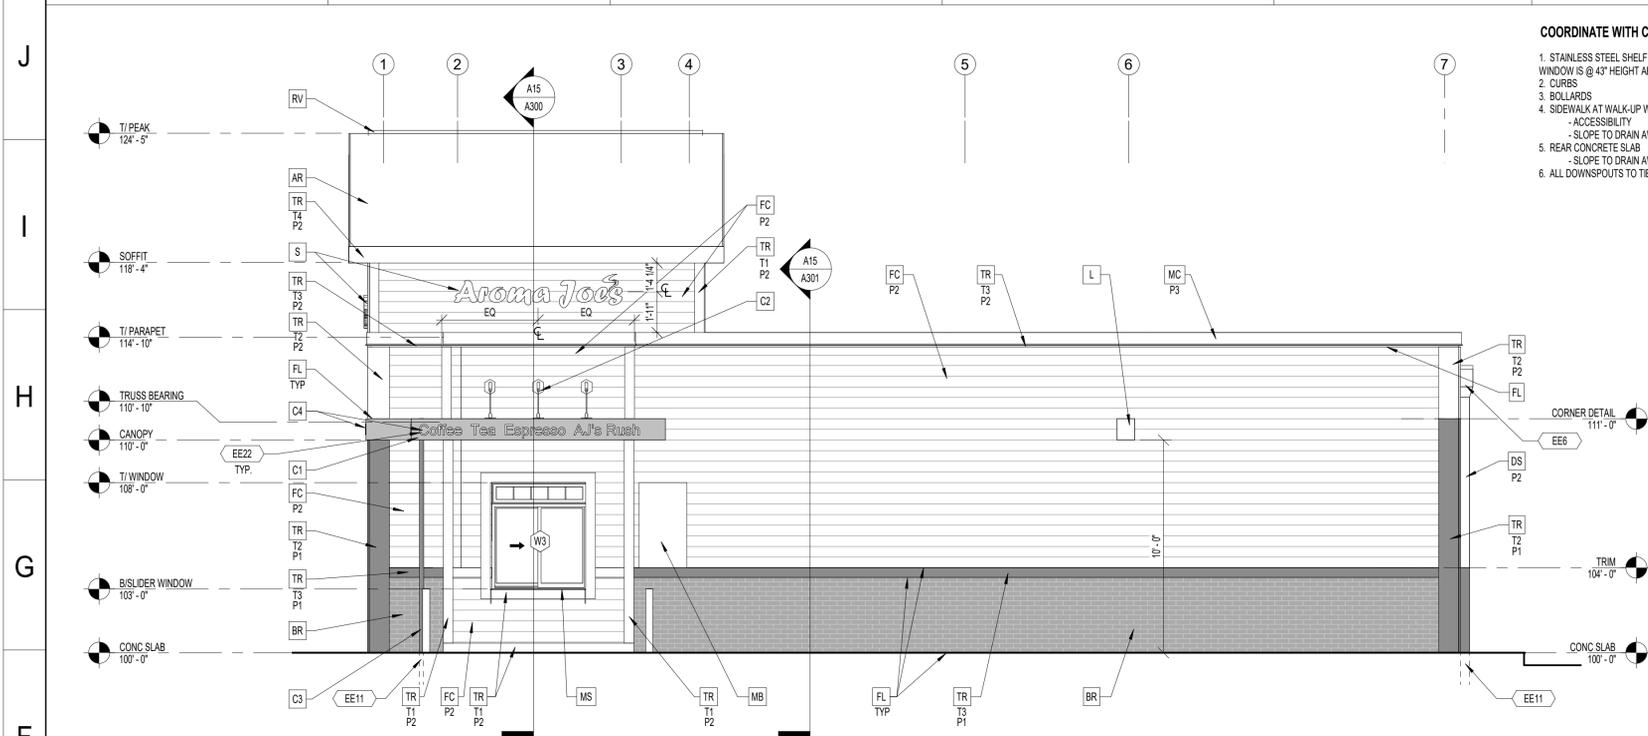 J
I
H
G
COORDINATE WITH C
1. STAINLESS STEEL SHELF
WINDOW IS @ 43" HEIGHT A
2. CURBS
3. BOLLARDS
4. SIDEWALK AT WALK-UP W
- ACCESSIBILITY
- SLOPE TO DRAIN A
5. REAR CONCRETE SLAB
- SLOPE TO DRAIN A
6. ALL DOWNSPOUTS TO TI
1
2
3
4
5
6
7
A15
A300
RV
T/ PEAK
124' - 5"
AR
TR
T4
P2
FC
P2
S
SOFFIT
118' - 4"
TR
T1
P2
A15
A301
TR
T3
P2
Aroma Joe's
1'-4 1/4"
1'-11"
EQ
EQ
C2
FC
P2
TR
T3
P2
L
MC
P3
T/ PARAPET
114' - 10"
TR
T2
P2
TR
T2
P2
FL
TYP
FL
TRUSS BEARING
110' - 10"
C4
CORNER DETAIL
111' - 0"
CANOPY
110' - 0"
Coffee Tea Espresso AJ's Rush
EE22
TYP.
EE6
C1
DS
P2
T/ WINDOW
108' - 0"
FC
P2
TR
T2
P1
W3
10' - 0"
TR
T2
P1
TR
T3
P1
TRIM
104' - 0"
B/SLIDER WINDOW
103' - 0"
BR
CONC SLAB
100' - 0"
CONC SLAB
100' - 0"
C3
EE11
TR
T1
P2
FC
P2
TR
T1
P2
MS
TR
T1
P2
MB
FL
TYP
TR
T3
P1
BR
EE11